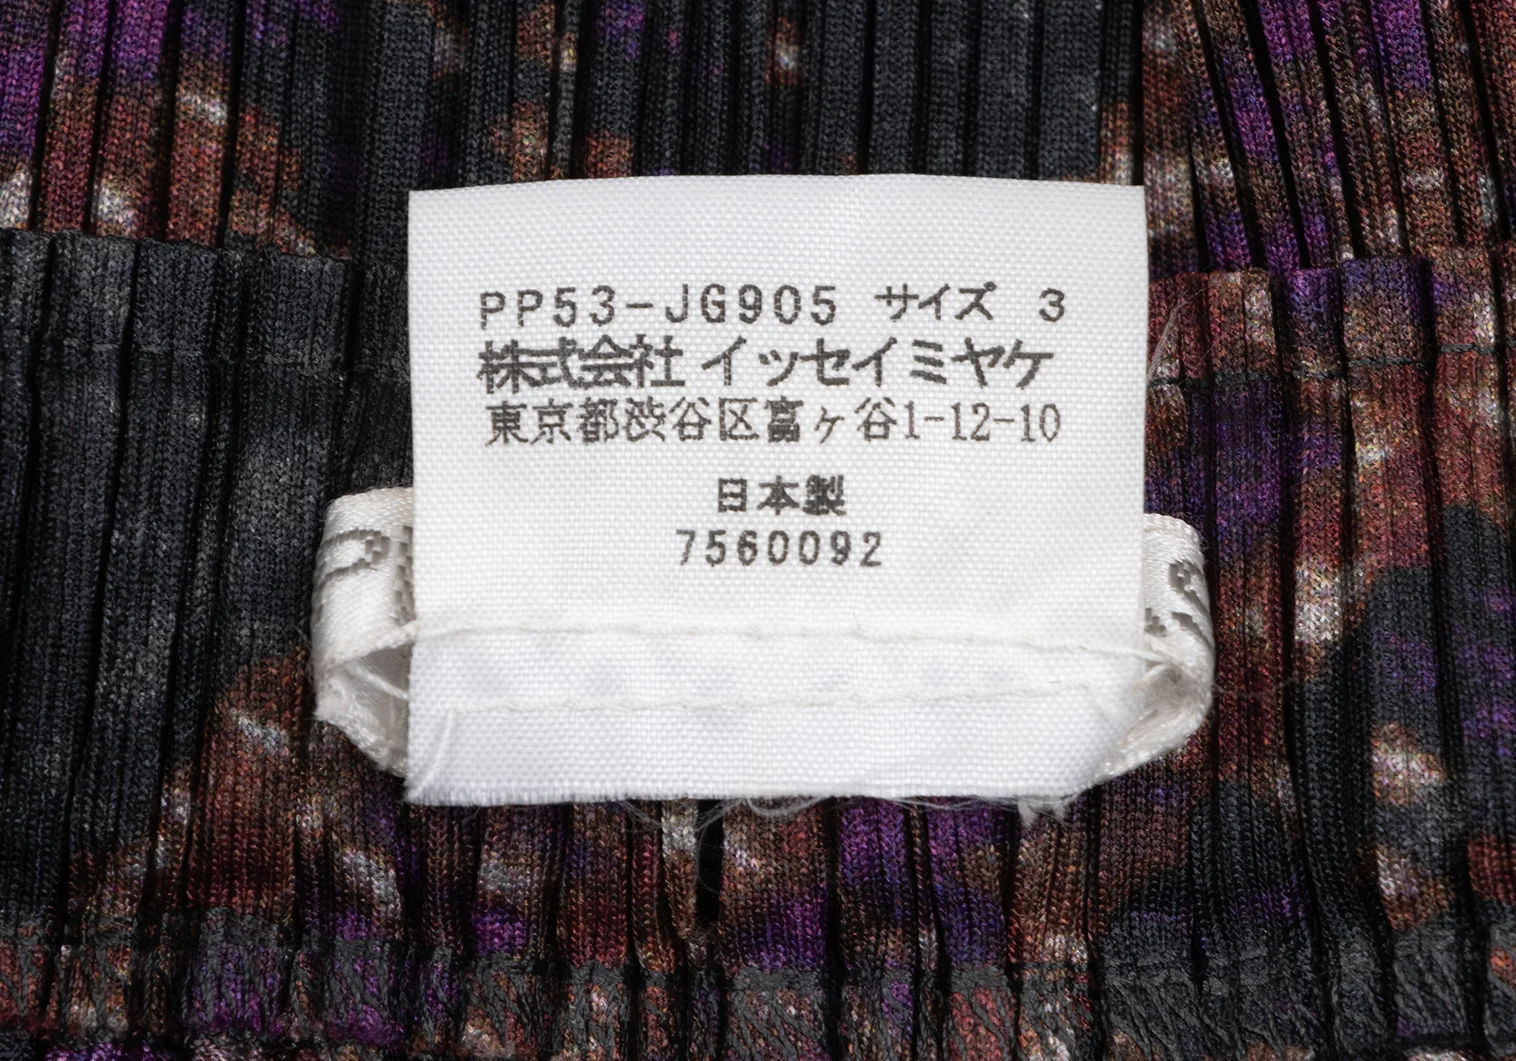 PP53-JG905 サイズ 3
株式会社 イッセイミヤケ
東京都渋谷区富ヶ谷1-12-10
日本製
7560092